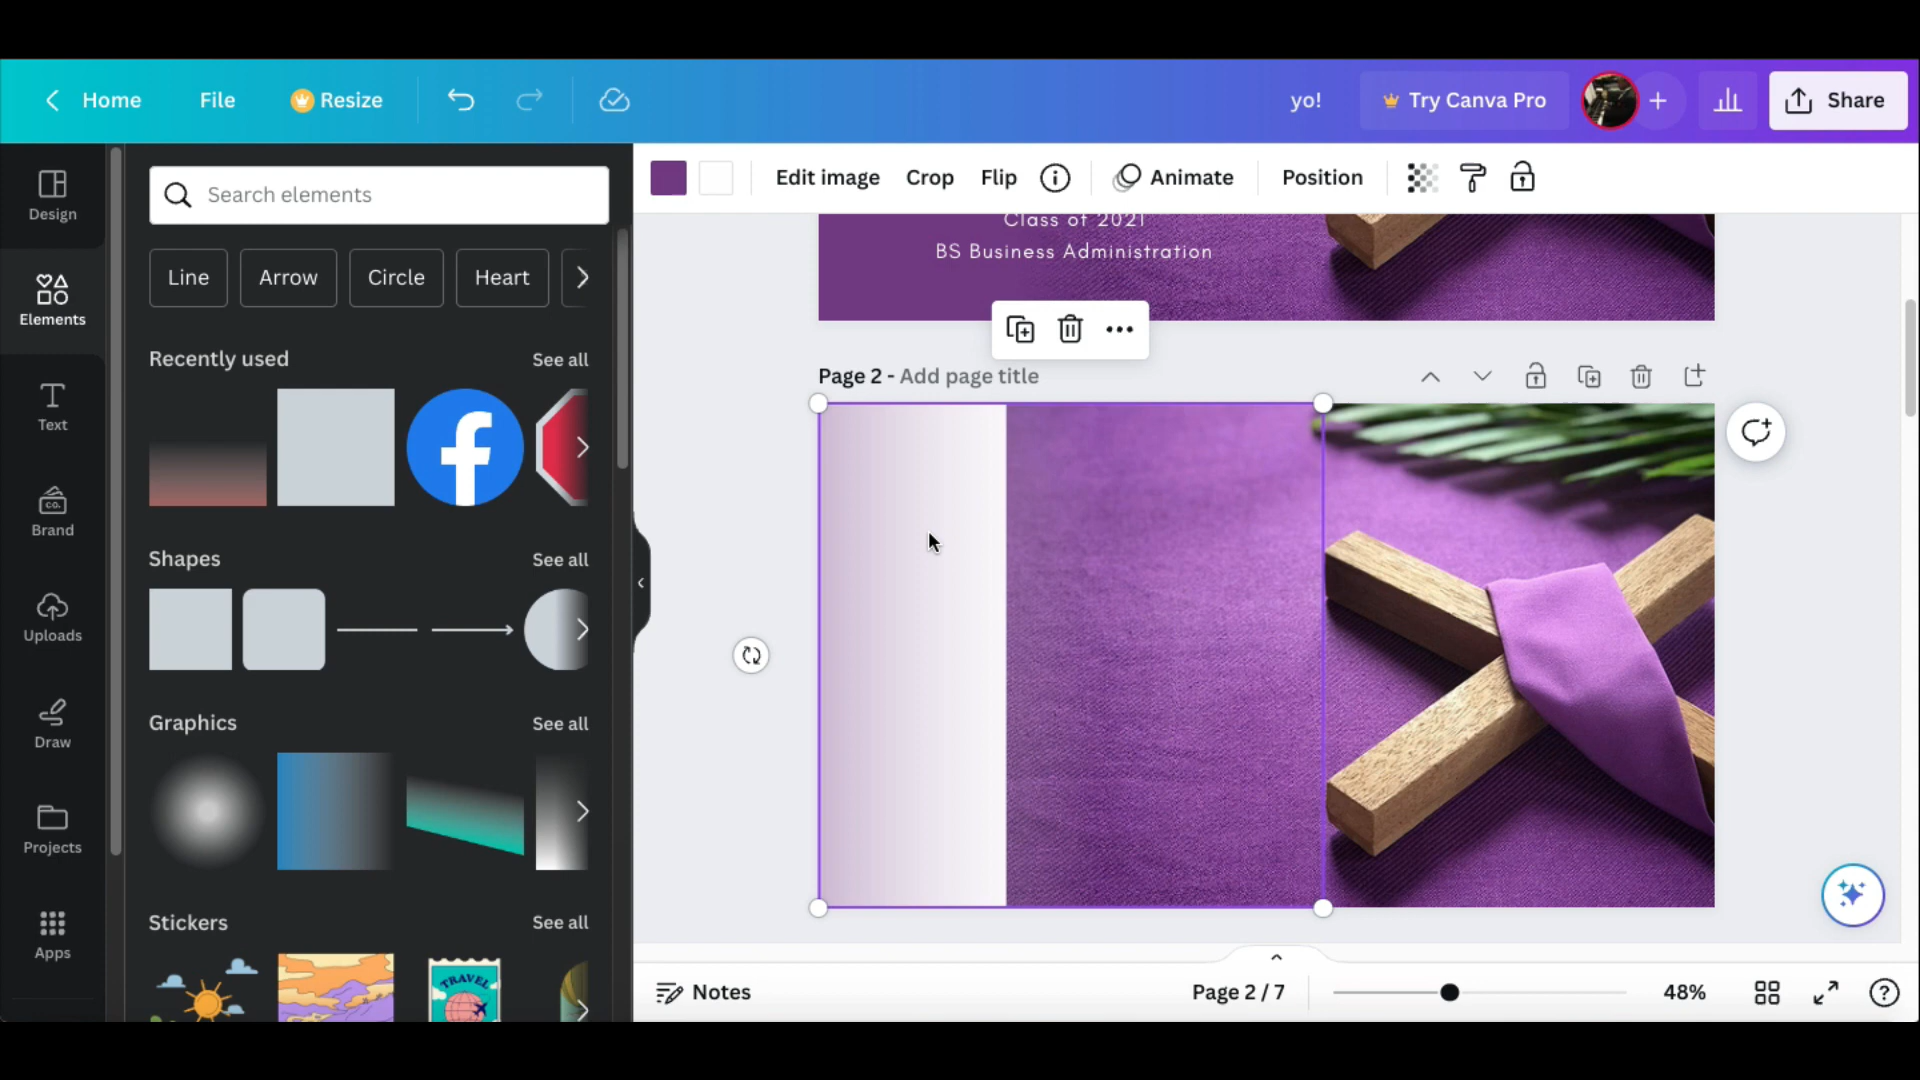 Home
File
Resize
yo!
Try Canva Pro
Share
Design
Elements
Text
Brand
Uploads
Draw
Projects
Apps
Search elements
Line
Arrow
Circle
Heart
Recently used
See all
Shapes
See all
Graphics
See all
Stickers
See all
TRAVEL
CO.
Edit image
Crop
Flip
Animate
Position
Class of 2021
BS Business Administration
Page 2 - Add page title
Notes
Page 2 / 7
48%